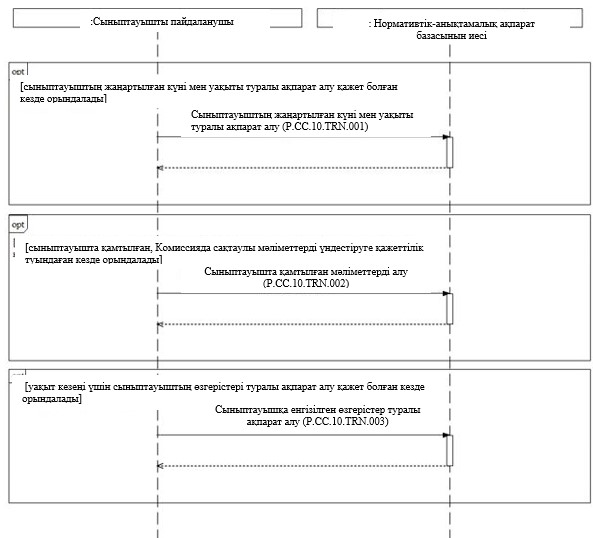 :Сыныптауышты пайдаланушы
: Нормативтік-анықтамалық ақпарат
базасының иесі
opt
[сыныптауыштың жаңартылған күні мен уақыты туралы ақпарат алу қажет болған
кезде орындалады]
Сыныптауыштың жаңартылған күні мен уақыты
туралы ақпарат алу (P.CC.10.TRN.001)
opt
[сыныптауышта қамтылған, Комиссияда сақтаулы мәліметтерді үндестіруге қажеттілік
туындаған кезде орындалады]
Сыныптауышта қамтылған мәліметтерді алу
(P.CC.10.TRN.002)
[уақыт кезеңі үшін сыныптауыштың өзгерістері туралы ақпарат алу қажет болған кезде
орындалады]
Сыныптауышқа енгізілген өзгерістер туралы
ақпарат алу (P.CC.10.TRN.003)